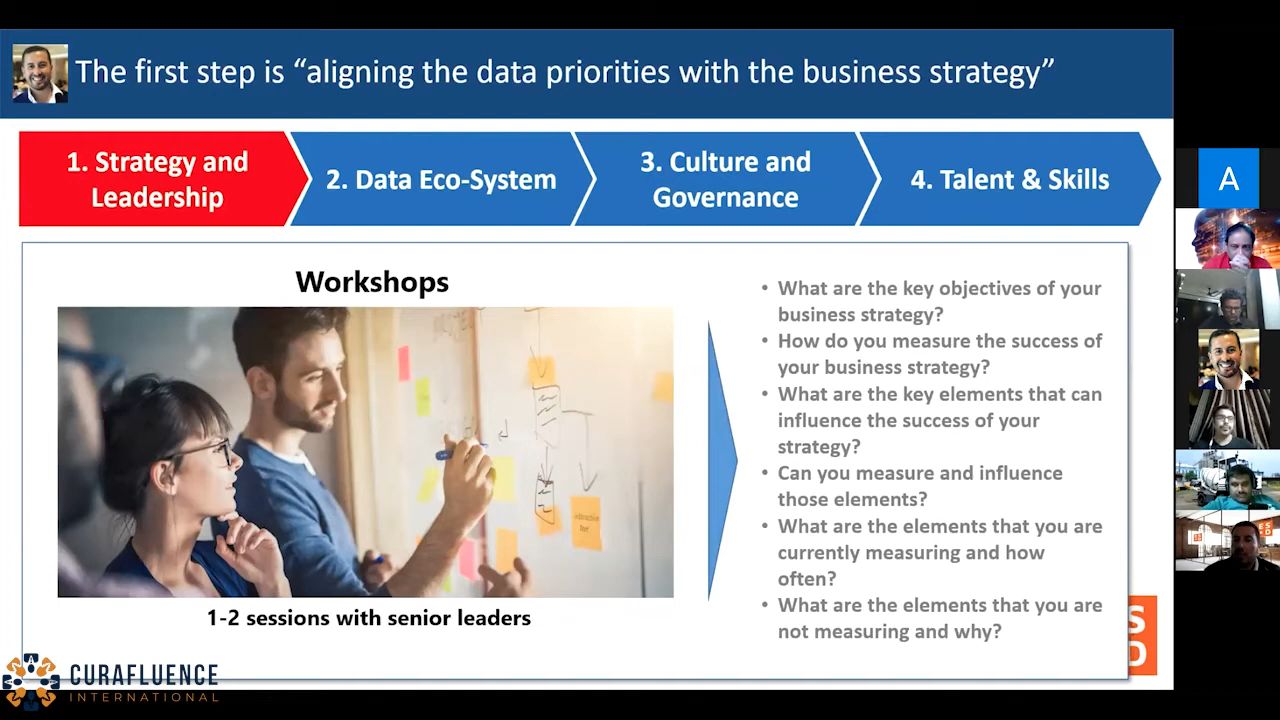 The first step is “aligning the data priorities with the business strategy”
1. Strategy and
Leadership
2. Data Eco-System
3. Culture and
Governance
4. Talent & Skills
A
Workshops
1-2 sessions with senior leaders
• What are the key objectives of your
business strategy?
• How do you measure the success of
your business strategy?
• What are the key elements that can
influence the success of your
strategy?
• Can you measure and influence
those elements?
• What are the elements that you are
currently measuring and how
often?
• What are the elements that you are
not measuring and why?
S
D
CURAFLUENCE
INTERNATIONAL